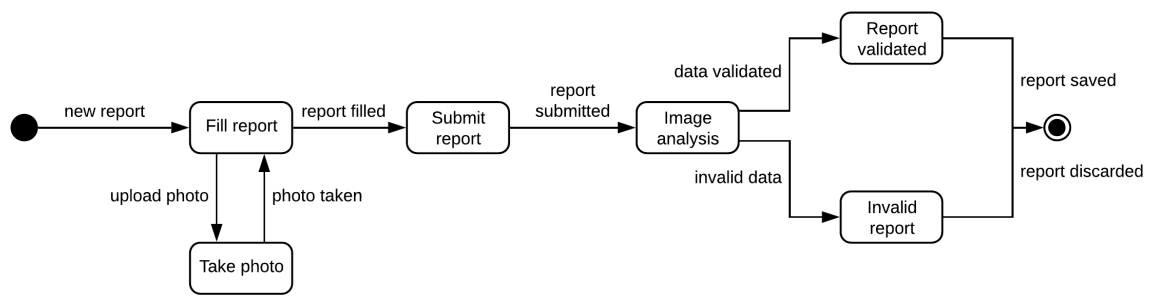 Report
validated
data validated
report saved
new report
Fill report
report filled
Submit
report
report
submitted
Image
analysis
upload photo
photo taken
invalid data
report discarded
Invalid
report
Take photo